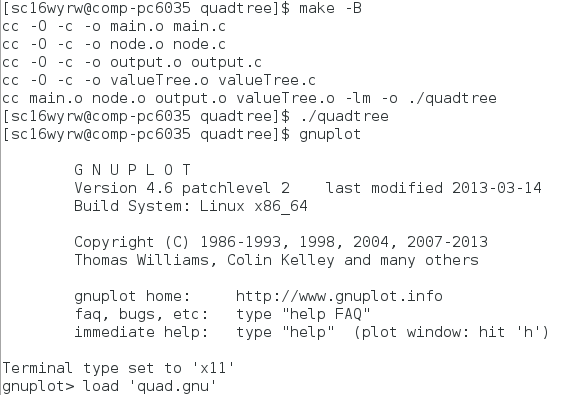 [sc16wyrw@comp-pc6035 quadtree]$ make -B
cc -O -c -o main.o main.c
cc -O -c -o node.o node.c
cc -O -c -o output.o output.c
cc -O -c -o valueTree.o valueTree.c
cc main.o node.o output.o valueTree.o -lm -o ./quadtree
[sc16wyrw@comp-pc6035 quadtree]$ ./quadtree
[sc16wyrw@comp-pc6035 quadtree]$ gnuplot
G N U P L O T
Version 4.6 patchlevel 2    last modified 2013-03-14
Build System: Linux x86_64
Copyright (C) 1986-1993, 1998, 2004, 2007-2013
Thomas Williams, Colin Kelley and many others
gnuplot home:     http://www.gnuplot.info
faq, bugs, etc:   type "help FAQ"
immediate help:   type "help"  (plot window: hit 'h')
Terminal type set to 'x11'
gnuplot> load 'quad.gnu'